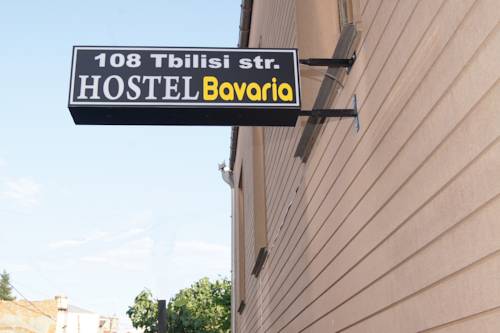 108 Tbilisi str.
HOSTEL Bavaria